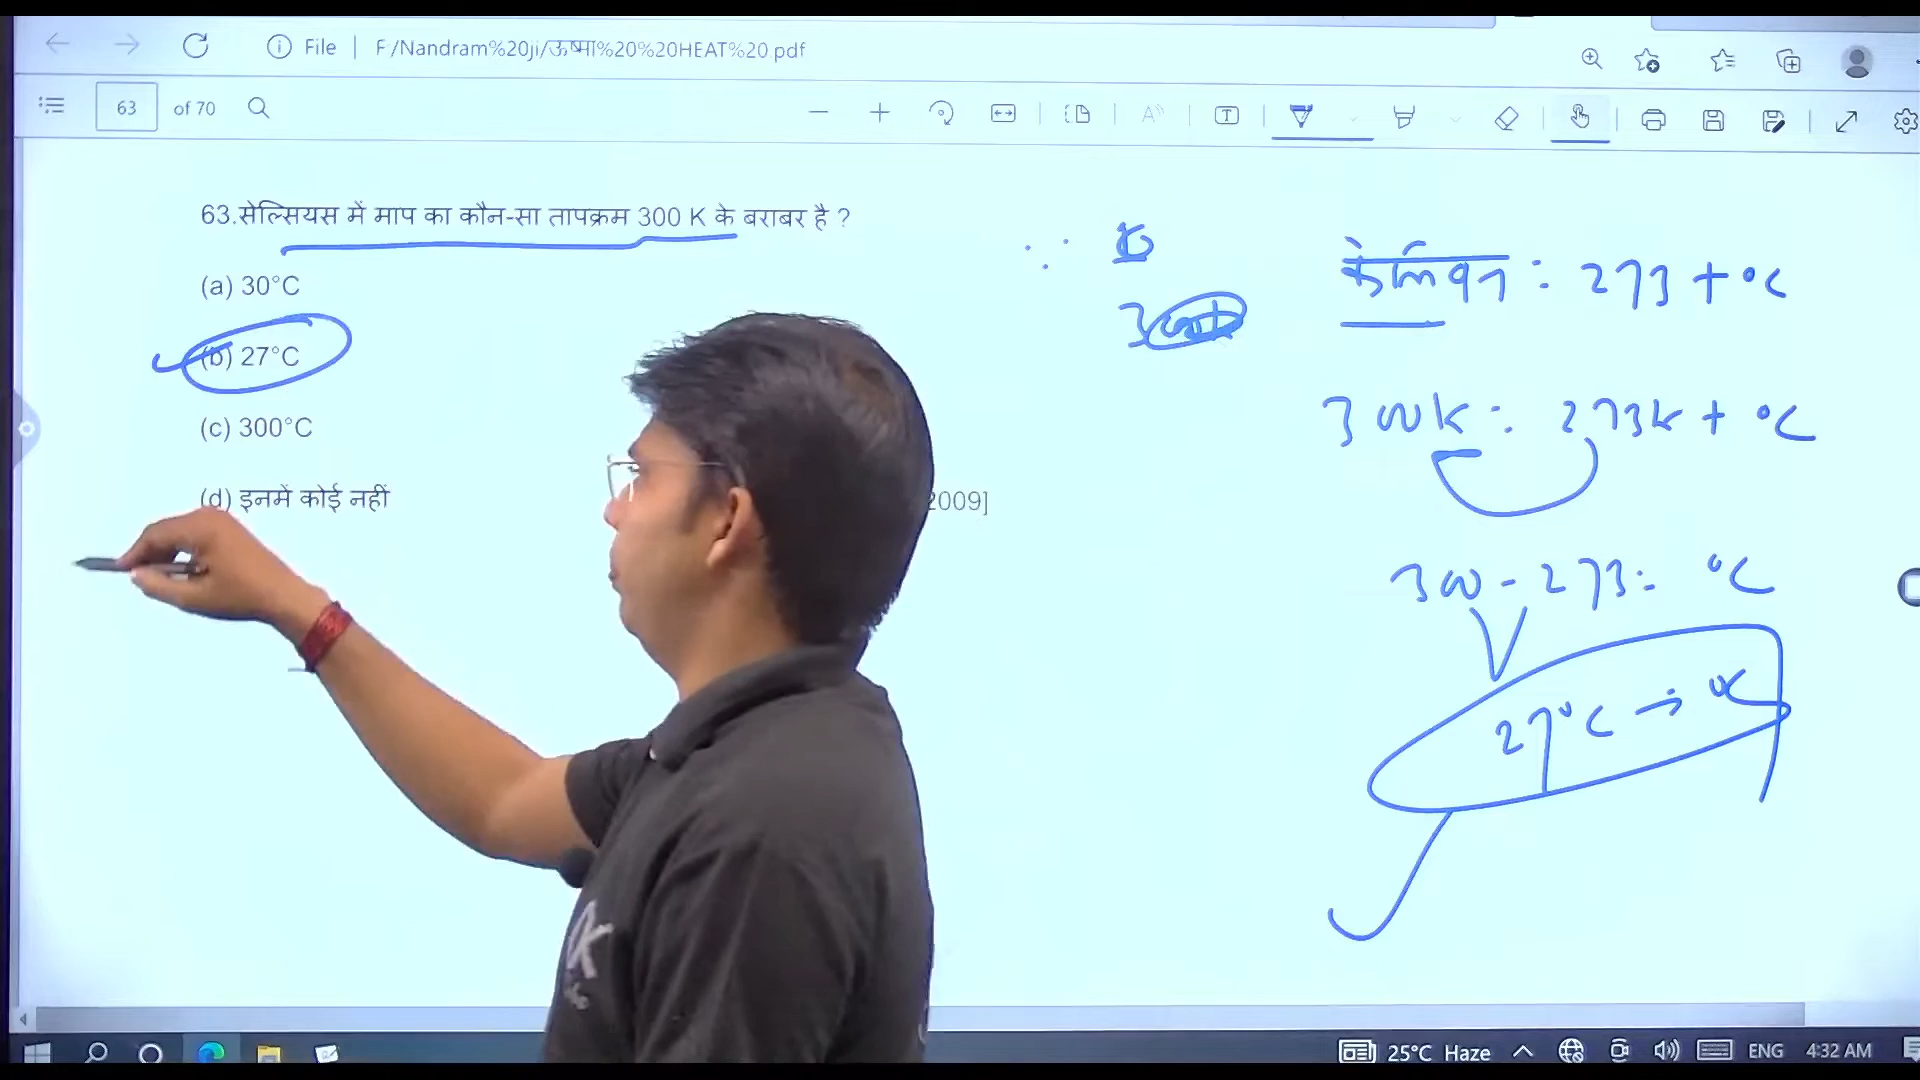 File | F:/Nandram%20ji/ऊष्मा%20%20HEAT%20.pdf
63 of 70
63.सेल्सियस में माप का कौन-सा तापक्रम 300 K के बराबर है ?
(a) 30°C
(b) 27°C
(c) 300°C
(d) इनमें कोई नहीं
2009]
K
केल्विन = 273 + °C
300K = 273K + °C
300 - 273 = °C
27°C → °C
25°C Haze ENG 4:32 AM